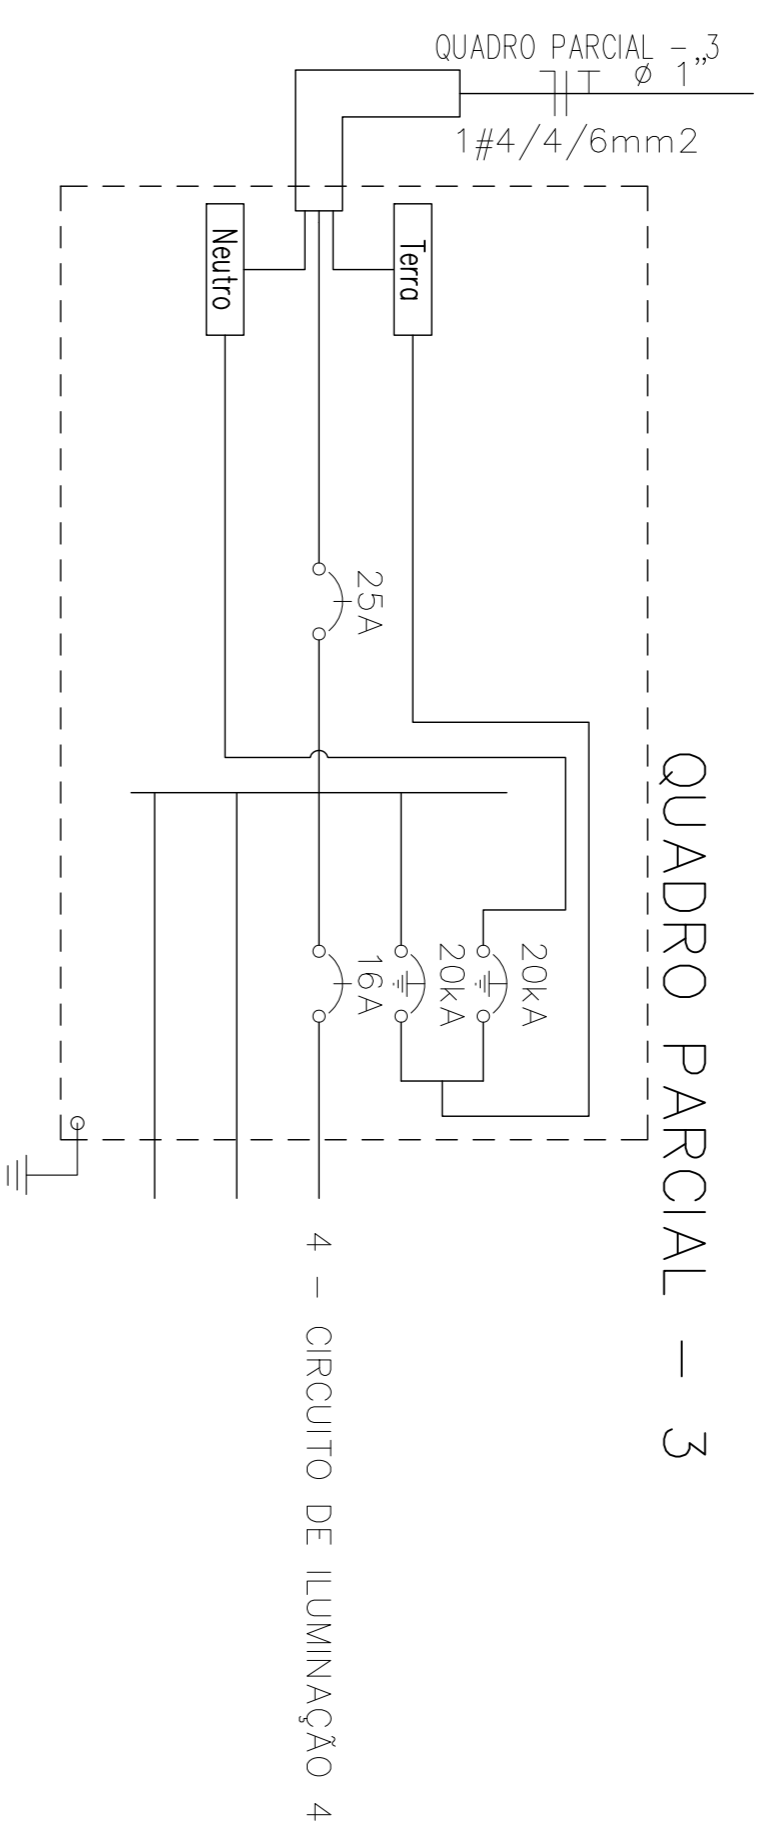 QUADRO PARCIAL - 3
Ø 1"
1#4/4/6mm2
Terra
Neutro
25A
QUADRO PARCIAL - 3
20kA
20kA
16A
4 - CIRCUITO DE ILUMINAÇÃO 4